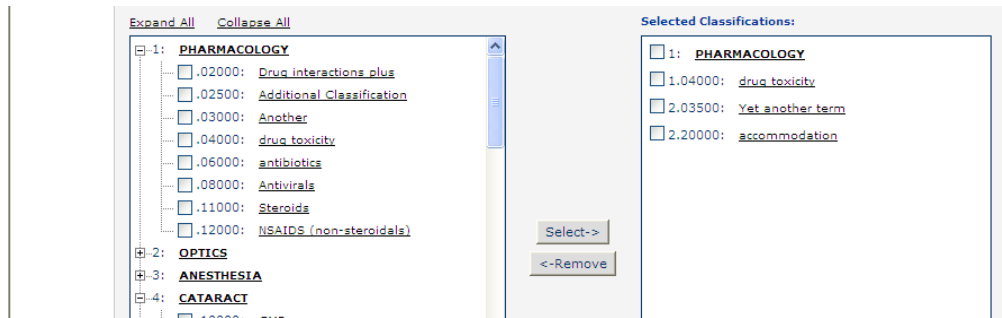 Expand All Collapse All
1: PHARMACOLOGY
.02000: Drug interactions plus
.02500: Additional Classification
.03000: Another
.04000: drug toxicity
.06000: antibiotics
.08000: Antivirals
.11000: Steroids
.12000: NSAIDS (non-steroidals)
2: OPTICS
3: ANESTHESIA
4: CATARACT
Select->
<-Remove
Selected Classifications:
1: PHARMACOLOGY
1.04000: drug toxicity
2.03500: Yet another term
2.20000: accommodation